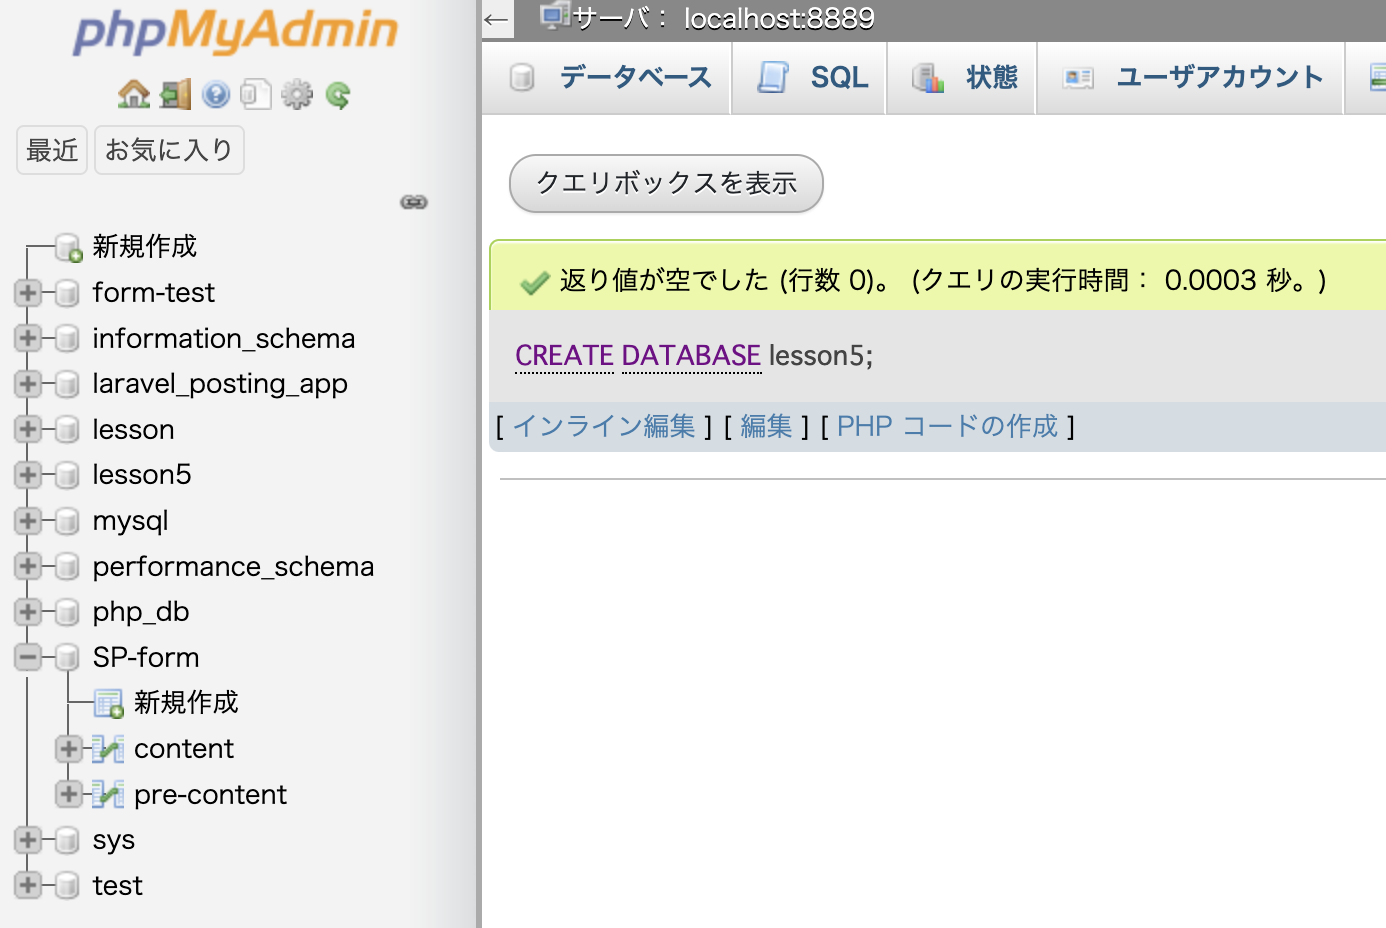 phpMyAdmin
最近 お気に入り
新規作成
form-test
information_schema
laravel_posting_app
lesson
lesson5
mysql
performance_schema
php_db
SP-form
新規作成
content
pre-content
sys
test
サーバ： localhost:8889
データベース SQL 状態 ユーザアカウント
クエリボックスを表示
返り値が空でした (行数 0)。 (クエリの実行時間： 0.0003 秒。)
CREATE DATABASE lesson5;
[ インライン編集 ] [ 編集 ] [ PHP コードの作成 ]